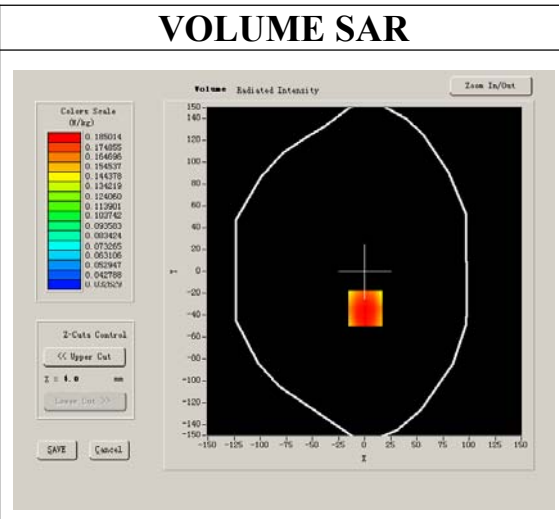 VOLUME SAR
Volume Radiated Intensity
Zoom In/Out
Colors Scale
(W/kg)
0.185014
0.174855
0.164696
0.154537
0.144378
0.134219
0.124060
0.113901
0.103742
0.093583
0.083424
0.073265
0.063106
0.052947
0.042788
0.032629
150
140
120
100
80
60
40
20
0
-20
-40
-60
-80
-100
-120
-140
-150
Y
-150 -125 -100 -75 -50 -25 0 25 50 75 100 125 150
X
Z-Cuts Control
<< Upper Cut
Z = 4.0 mm
Lower Cut >>
SAVE Cancel